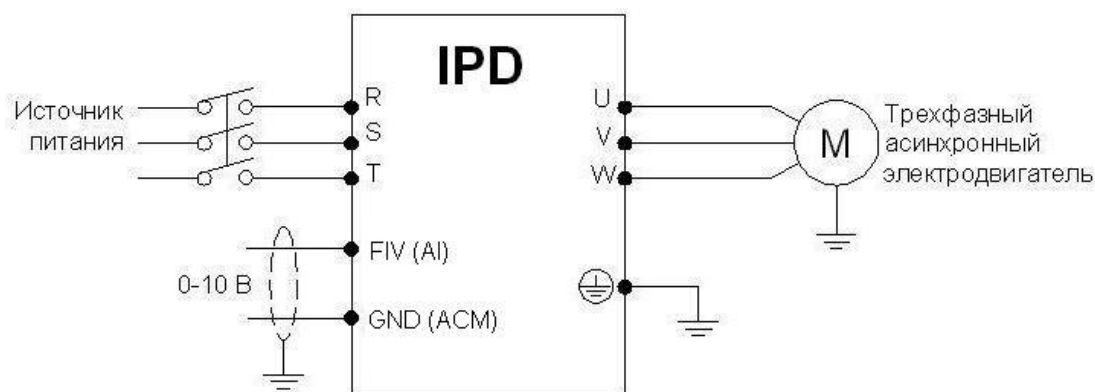 IPD
Источник
питания
R
S
T
U
V
W
M
Трехфазный
асинхронный
электродвигатель
0-10 В
FIV (AI)
GND (ACM)